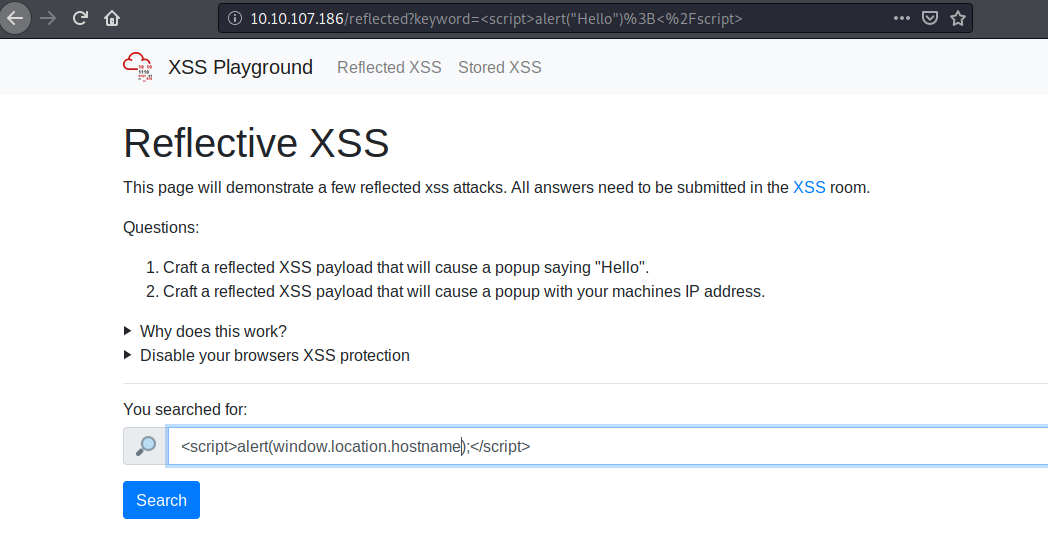 10.10.107.186/reflected?keyword=<script>alert("Hello")%3B<%2Fscript>
XSS Playground Reflected XSS Stored XSS
Reflective XSS
This page will demonstrate a few reflected xss attacks. All answers need to be submitted in the XSS room.
Questions:
1. Craft a reflected XSS payload that will cause a popup saying "Hello".
2. Craft a reflected XSS payload that will cause a popup with your machines IP address.
Why does this work?
Disable your browsers XSS protection
You searched for:
<script>alert(window.location.hostname);</script>
Search